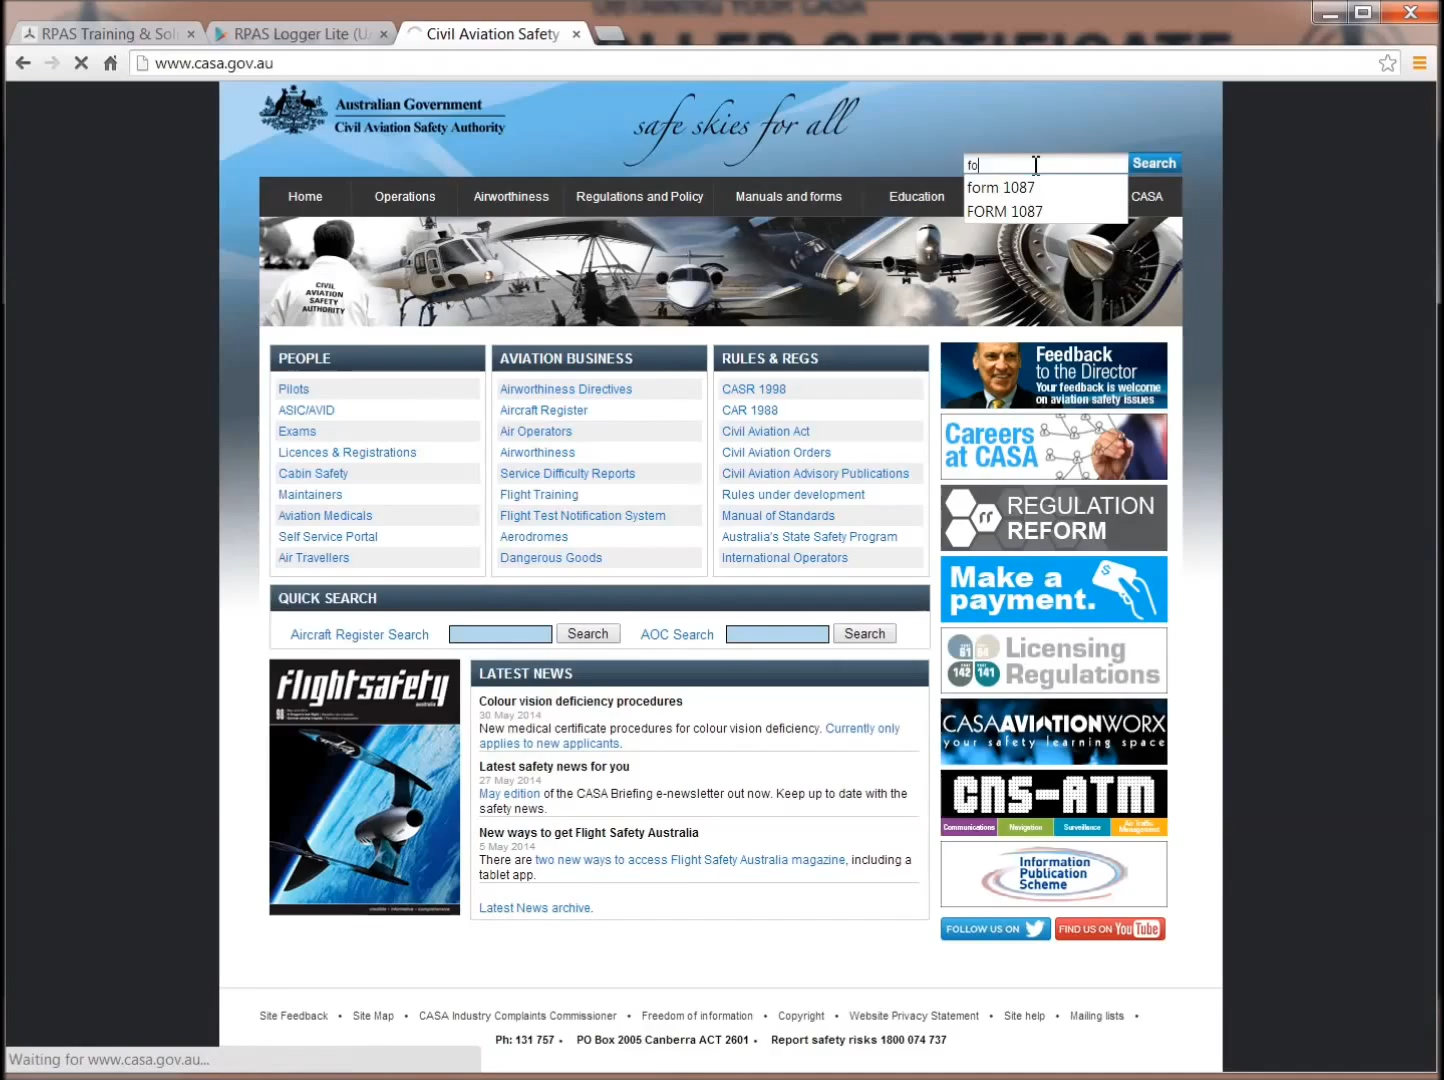 OBTAINING YOUR CASA
RPAS Training & Sol
RPAS Logger Lite (U
Civil Aviation Safety
www.casa.gov.au
Australian Government
Civil Aviation Safety Authority
safe skies for all
fo
Search
form 1087
FORM 1087
Home
Operations
Airworthiness
Regulations and Policy
Manuals and forms
Education
CASA
CIVIL
AVIATION
SAFETY
AUTHORITY
PEOPLE
Pilots
ASIC/AVID
Exams
Licences & Registrations
Cabin Safety
Maintainers
Aviation Medicals
Self Service Portal
Air Travellers
AVIATION BUSINESS
Airworthiness Directives
Aircraft Register
Air Operators
Airworthiness
Service Difficulty Reports
Flight Training
Flight Test Notification System
Aerodromes
Dangerous Goods
RULES & REGS
CASR 1998
CAR 1988
Civil Aviation Act
Civil Aviation Orders
Civil Aviation Advisory Publications
Rules under development
Manual of Standards
Australia's State Safety Program
International Operators
Feedback
to the Director
Your feedback is welcome
on aviation safety issues
Careers
at CASA
rr
REGULATION
REFORM
Make a
payment.
61
64
142
141
Licensing
Regulations
CASAAVIATIONWORX
your safety learning space
CNS-ATM
Communications
Navigation
Surveillance
Air Traffic
Management
Information
Publication
Scheme
FOLLOW US ON
FIND US ON YouTube
QUICK SEARCH
Aircraft Register Search
Search
AOC Search
Search
flightsafety
australia
LATEST NEWS
Colour vision deficiency procedures
30 May 2014
New medical certificate procedures for colour vision deficiency. Currently only
applies to new applicants.
Latest safety news for you
27 May 2014
May edition of the CASA Briefing e-newsletter out now. Keep up to date with the
safety news.
New ways to get Flight Safety Australia
5 May 2014
There are two new ways to access Flight Safety Australia magazine, including a
tablet app.
Latest News archive.
Site Feedback • Site Map • CASA Industry Complaints Commissioner • Freedom of information • Copyright • Website Privacy Statement • Site help • Mailing lists •
Ph: 131 757 • PO Box 2005 Canberra ACT 2601 • Report safety risks 1800 074 737
Waiting for www.casa.gov.au...